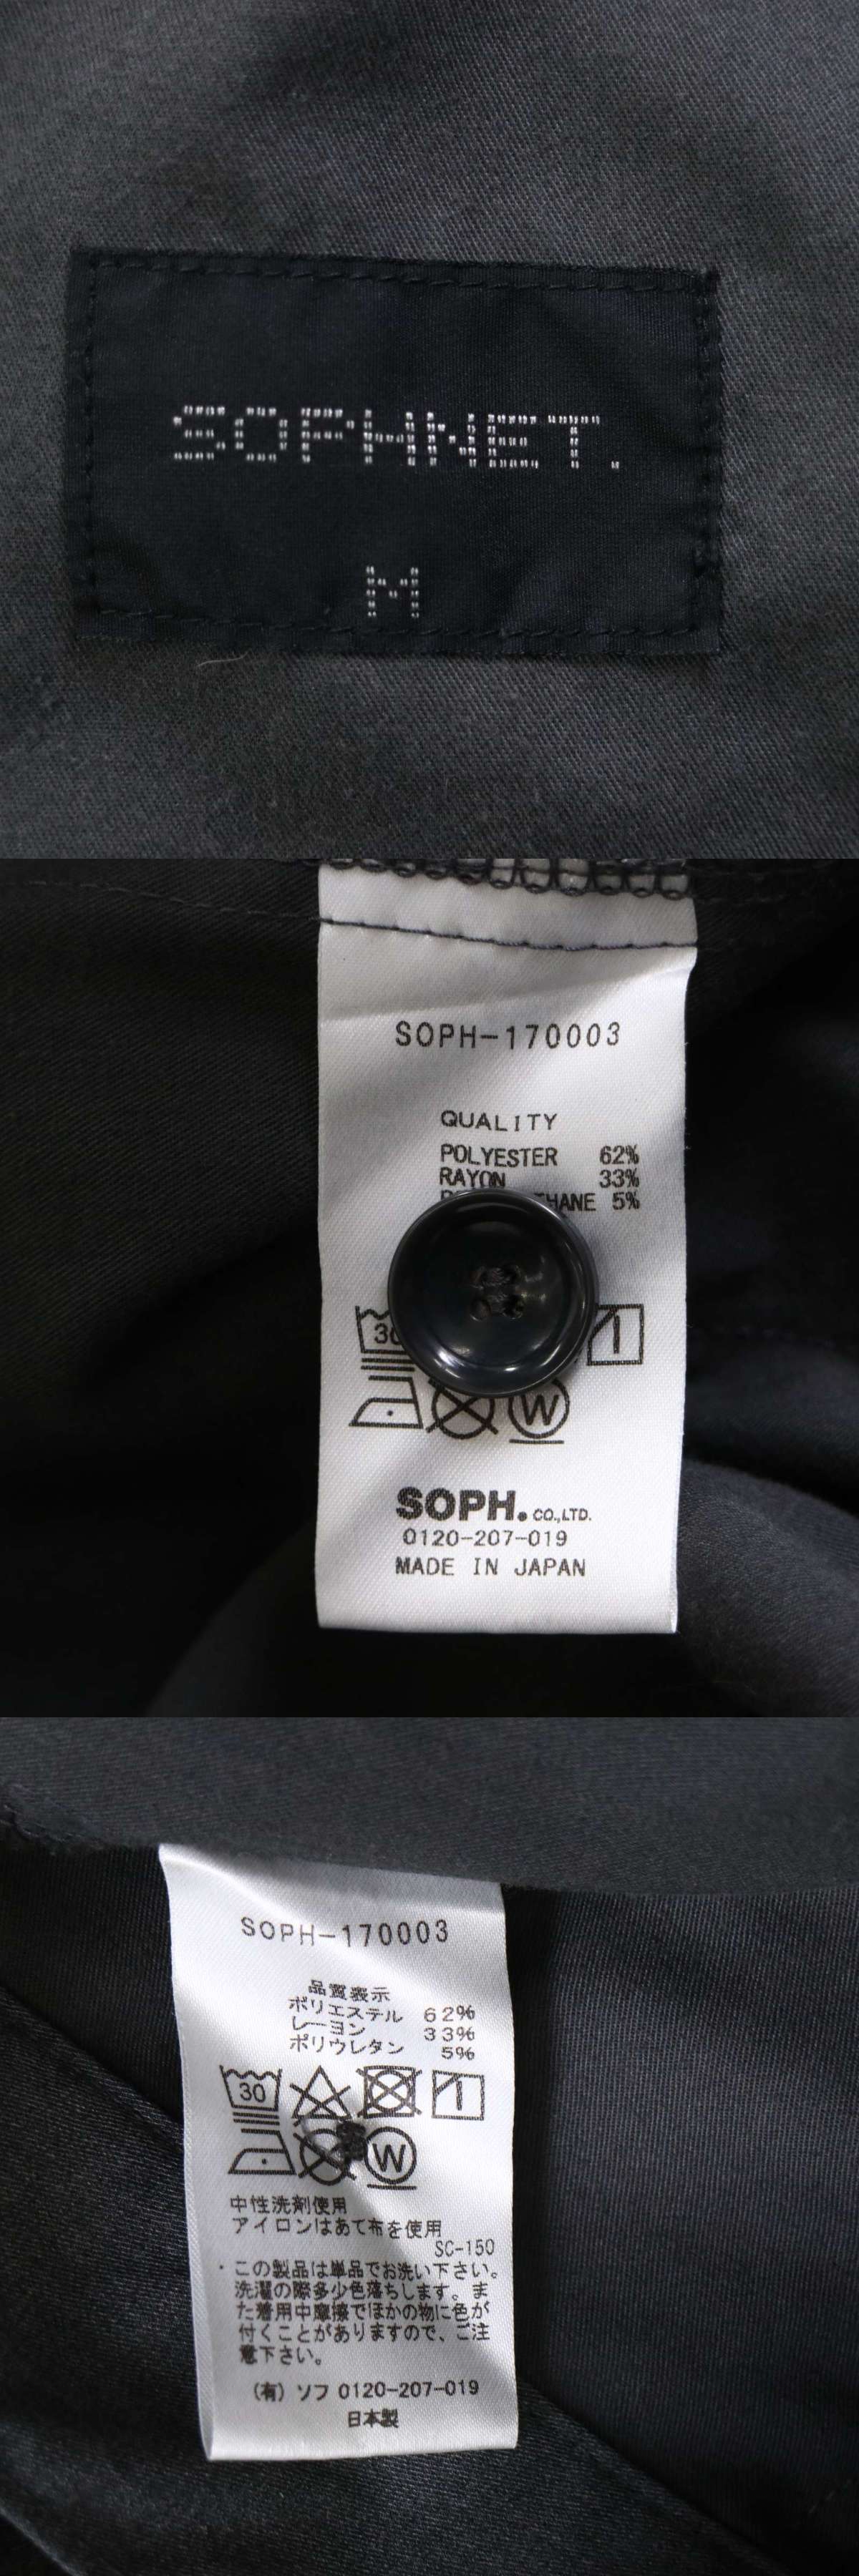 SOPHNET.
M
SOPH-170003
QUALITY
POLYESTER 62%
RAYON 33%
5%
30
W
SOPH. CO.,LTD.
0120-207-019
MADE IN JAPAN
SOPH-170003
品質表示
ポリエステル 62%
レーヨン 33%
ポリウレタン 5%
30
W
中性洗剤使用
アイロンはあて布を使用
SC-150
・この製品は単品でお洗い下さい。
洗濯の際多少色落ちします。ま
た着用中摩擦でほかの物に色が
付くことがありますので、ご注
意下さい。
(有)ソフ 0120-207-019
日本製